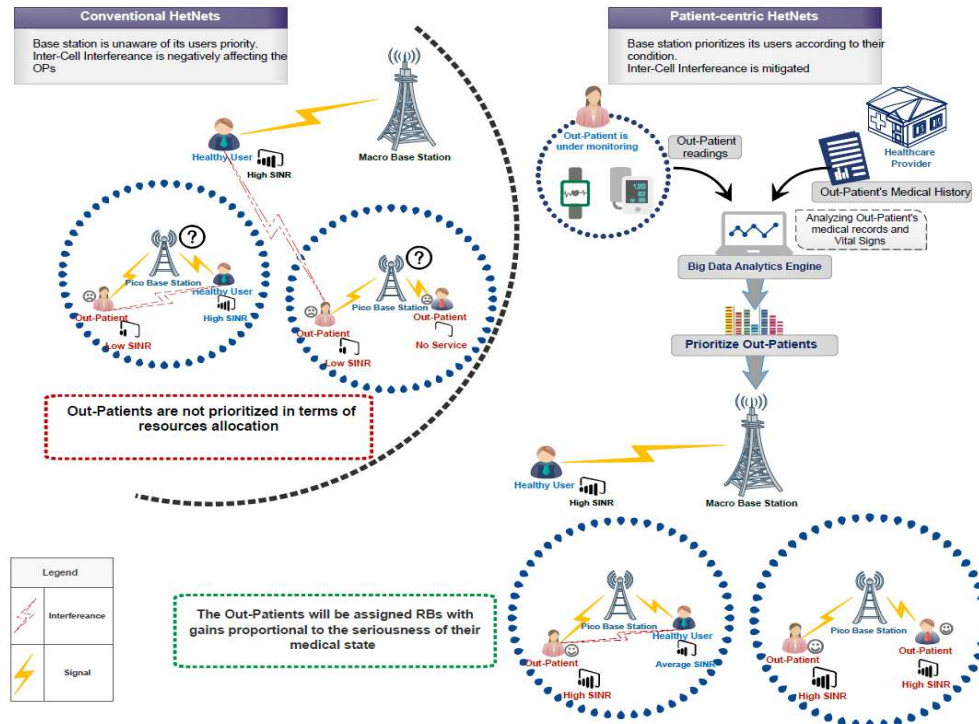 Conventional HetNets
Base station is unaware of its users priority.
Inter-Cell Interfereance is negatively affecting the
OPs
Macro Base Station
Healthy User
High SINR
?
Pico Base Station
Healthy User
Out-Patient
High SINR
Low SINR
?
Pico Base Station
Out-Patient
Out-Patient
Low SINR
No Service
Out-Patients are not prioritized in terms of
resources allocation
Patient-centric HetNets
Base station prioritizes its users according to their
condition.
Inter-Cell Interfereance is mitigated
Out-Patient is
under monitoring
Out-Patient
readings
Healthcare
Provider
Out-Patient's Medical History
Analyzing Out-Patient's
medical records and
Vital Signs
Big Data Analytics Engine
Prioritize Out-Patients
Healthy User
High SINR
Macro Base Station
Pico Base Station
Healthy User
Out-Patient
Average SINR
High SINR
Pico Base Station
Out-Patient
Out-Patient
High SINR
High SINR
Legend
Interfereance
Signal
The Out-Patients will be assigned RBs with
gains proportional to the seriousness of their
medical state